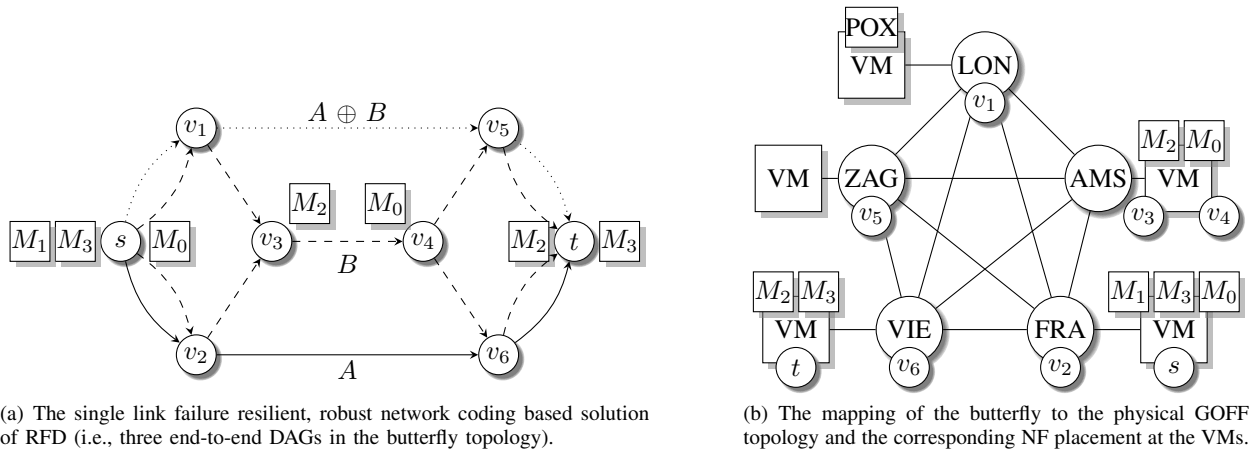 A ⊕ B
v₁
v₅
M₂
M₀
M₁ M₃ s M₀
v₃
B
v₄
M₂ t M₃
v₂
A
v₆
(a) The single link failure resilient, robust network coding based solution
of RFD (i.e., three end-to-end DAGs in the butterfly topology).
POX
VM
LON
v₁
M₂ M₀
VM
ZAG
AMS
VM
v₅
v₃
v₄
M₂ M₃
M₁ M₃ M₀
VM
VIE
FRA
VM
t
v₆
v₂
s
(b) The mapping of the butterfly to the physical GOFF
topology and the corresponding NF placement at the VMs.